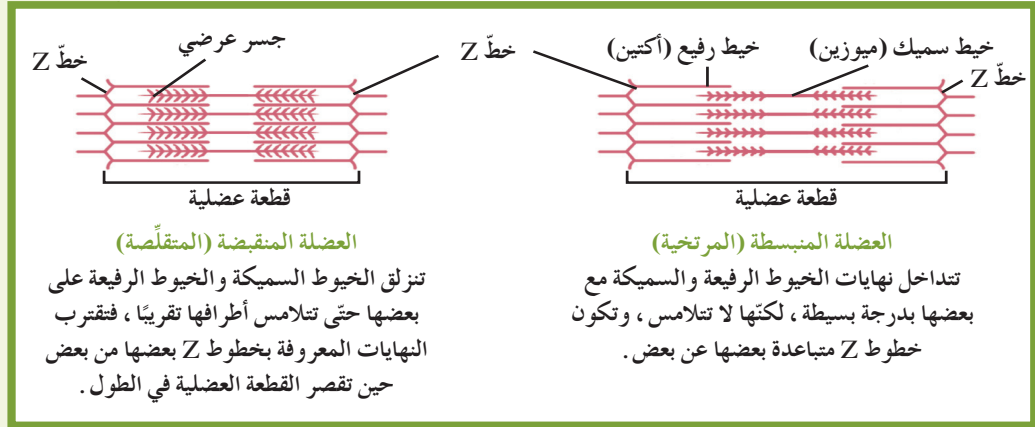 خيط سميك (ميوزين)
خيط رفيع (أكتين)
خطّ Z
خطّ Z
جسر عرضي
خطّ Z
قطعة عضلية
العضلة المنبسطة (المرتخية)
تتداخل نهايات الخيوط الرفيعة والسميكة مع
بعضها بدرجة بسيطة، لكنّها لا تتلامس، وتكون
خطوط Z متباعدة بعضها عن بعض.
قطعة عضلية
العضلة المنقبضة (المتقلِّصة)
تنزلق الخيوط السميكة والخيوط الرفيعة على
بعضها حتّى تتلامس أطرافها تقريبًا، فتقترب
النهايات المعروفة بخطوط Z بعضها من بعض
حين تقصر القطعة العضلية في الطول.